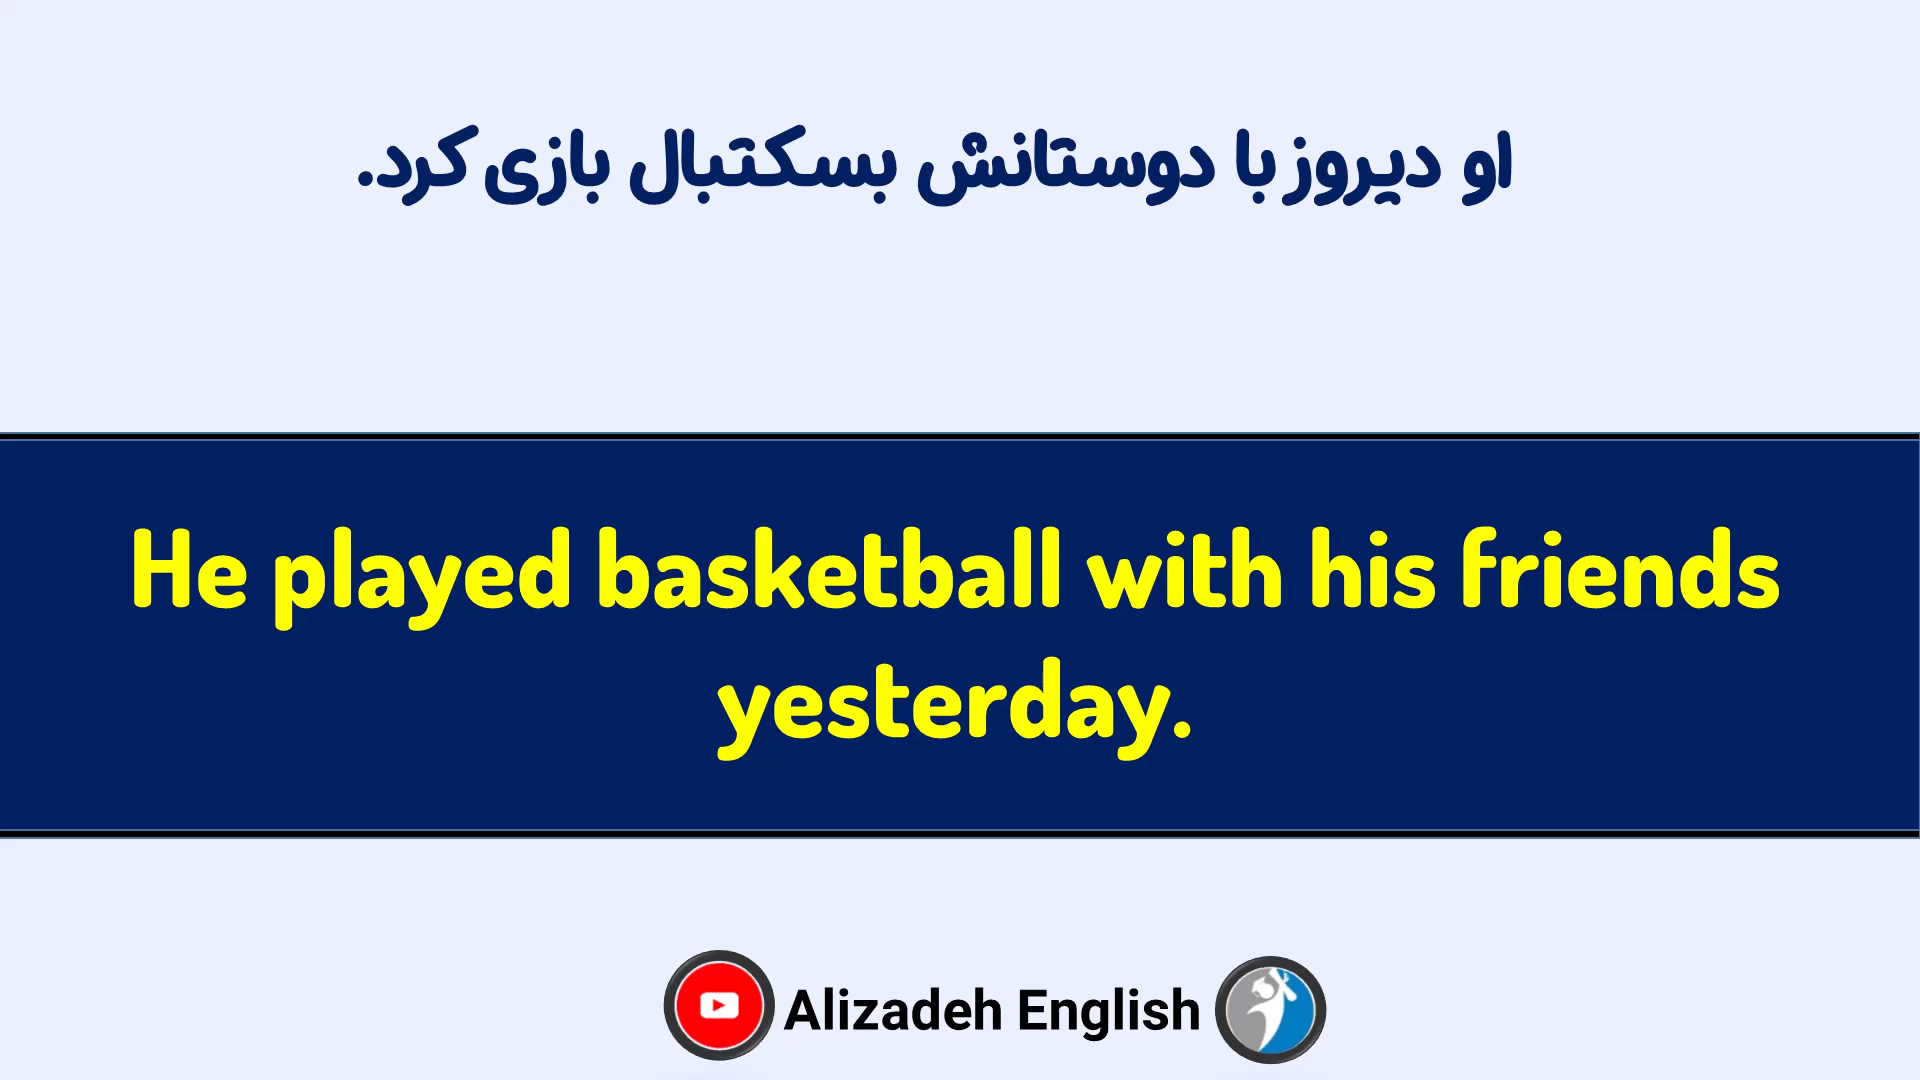 او دیروز با دوستانش بسکتبال بازی کرد.
He played basketball with his friends
yesterday.
Alizadeh English